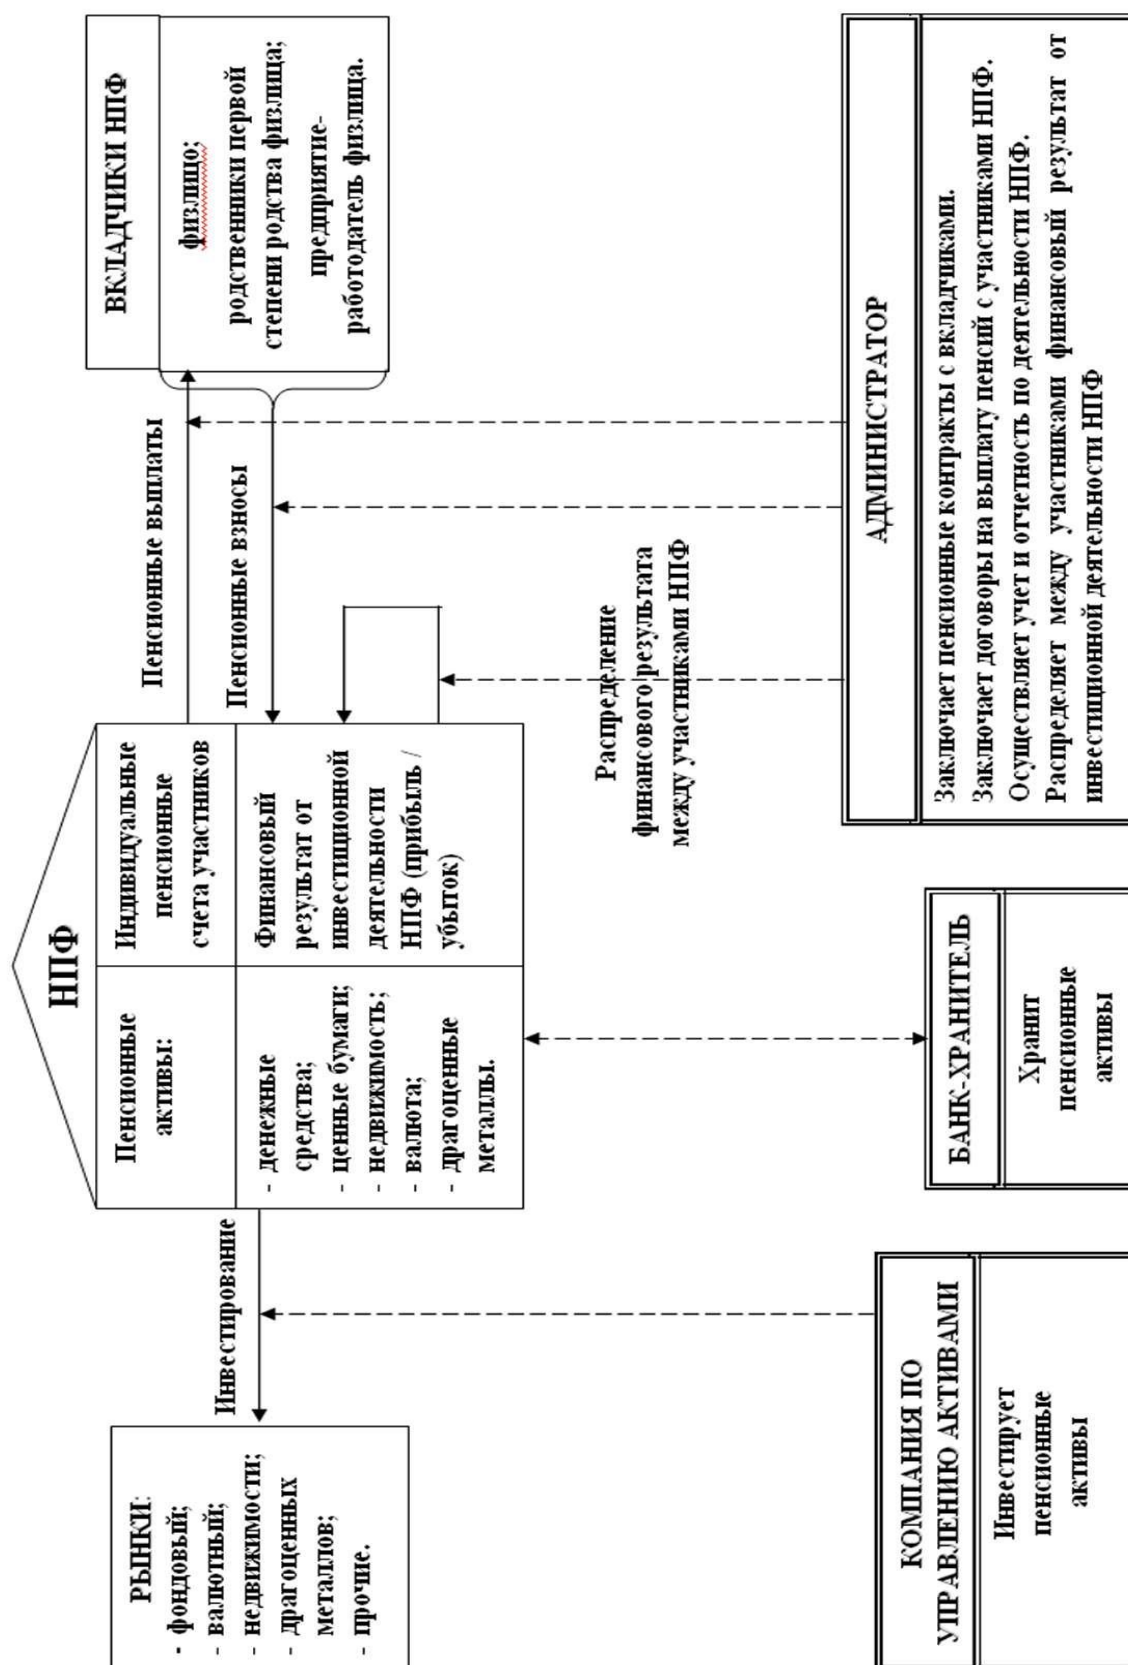 НПФ
РЫНКИ:
- фондовый;
- валютный;
- недвижимости;
- драгоценных
металлов;
- прочие.
Инвестирование
Пенсионные
активы:
- денежные
средства;
- ценные бумаги;
- недвижимость;
- валюта;
- драгоценные
металлы.
Индивидуальные
пенсионные
счета участников
Финансовый
результат от
инвестиционной
деятельности
НПФ (прибыль /
убыток)
Пенсионные выплаты
Пенсионные взносы
ВКЛАДЧИКИ НПФ
физлицо;
родственники первой
степени родства физлица;
предприятие-
работодатель физлица.
Распределение
финансового результата
между участниками НПФ
КОМПАНИЯ ПО
УПРАВЛЕНИЮ АКТИВАМИ
Инвестирует
пенсионные
активы
БАНК-ХРАНИТЕЛЬ
Хранит
пенсионные
активы
АДМИНИСТРАТОР
Заключает пенсионные контракты с вкладчиками.
Заключает договоры на выплату пенсий с участниками НПФ.
Осуществляет учет и отчетность по деятельности НПФ.
Распределяет между участниками финансовый результат от
инвестиционной деятельности НПФ